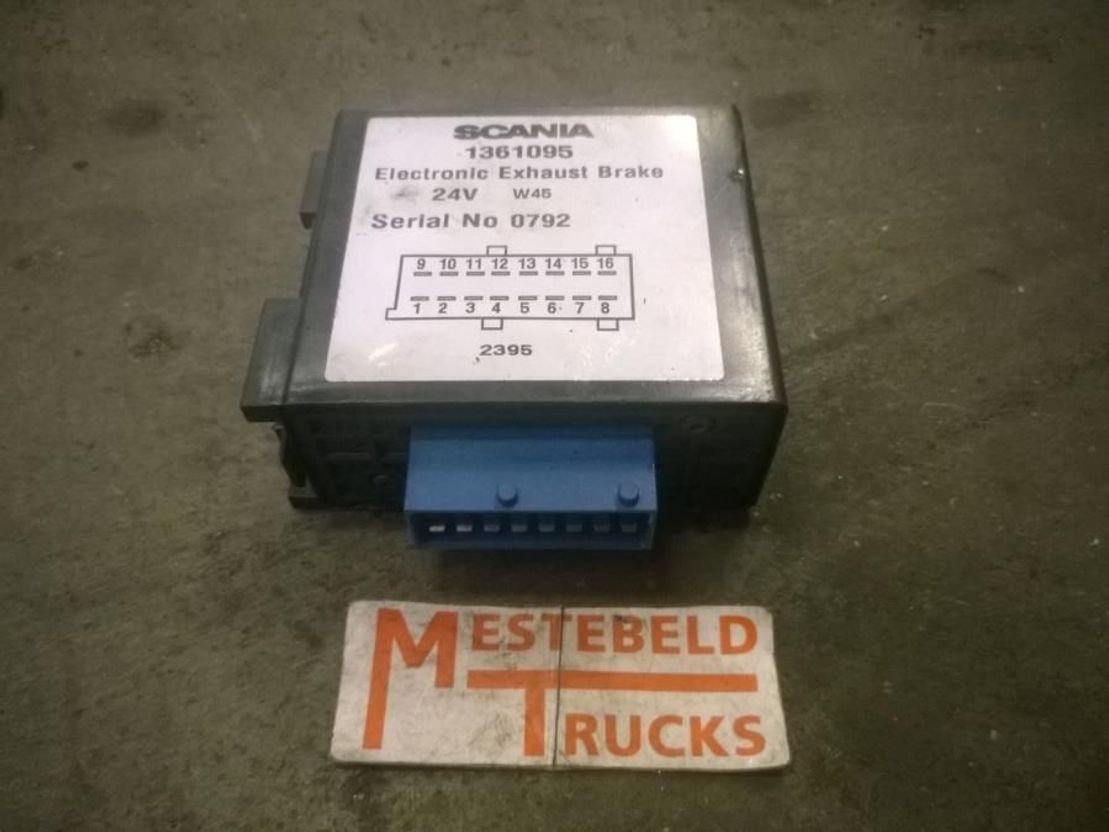 SCANIA
1361095
Electronic Exhaust Brake
24V W46
Serial No 0792
9 10 11 12 13 14 15 16
1 2 3 4 5 6 7 8
2395
MESTEBELD
TRUCKS